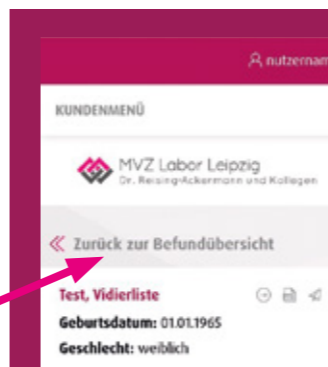 nutzernam
KUNDENMENÜ
MVZ Labor Leipzig
Dr. Reising-Ackermann und Kollegen
Zurück zur Befundübersicht
Test, Vidierliste
Geburtsdatum: 01.01.1965
Geschlecht: weiblich